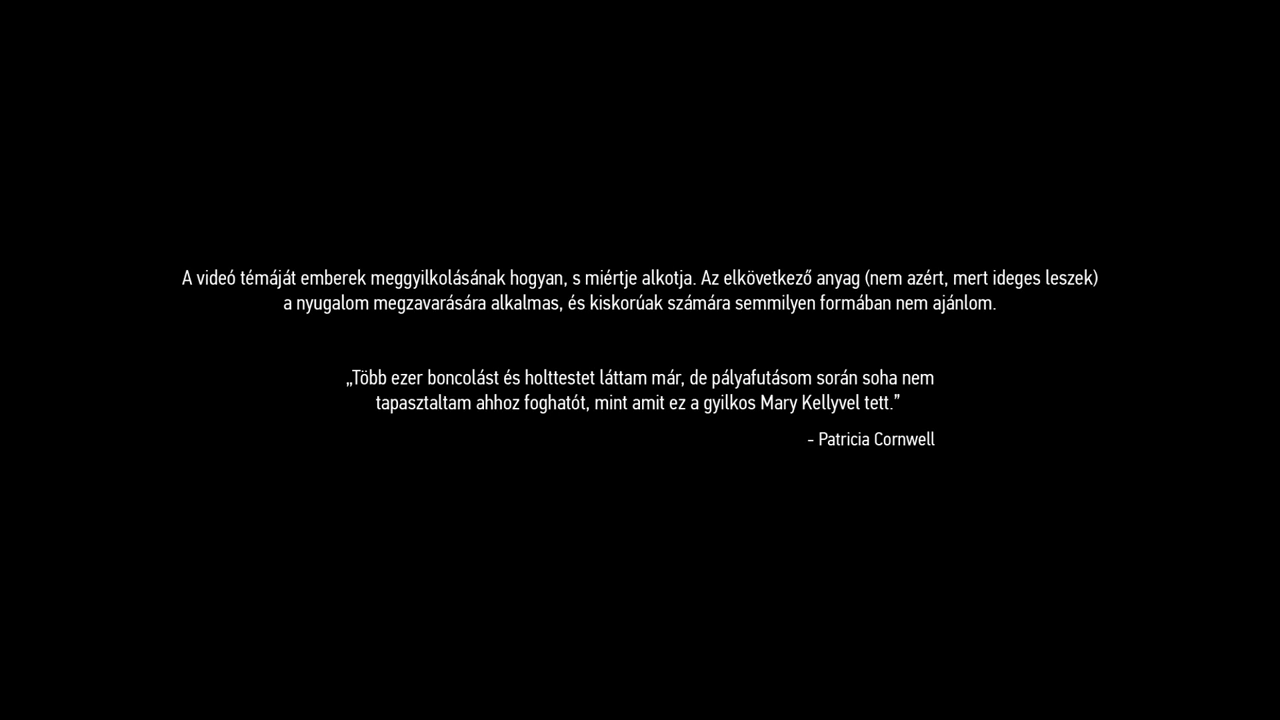 A videó témáját emberek meggyilkolásának hogyan, s miértje alkotja. Az elkövetkező anyag (nem azért, mert ideges leszek)
a nyugalom megzavarására alkalmas, és kiskorúak számára semmilyen formában nem ajánlom.
„Több ezer boncolást és holttestet láttam már, de pályafutásom során soha nem
tapasztaltam ahhoz foghatót, mint amit ez a gyilkos Mary Kellyvel tett.”
- Patricia Cornwell